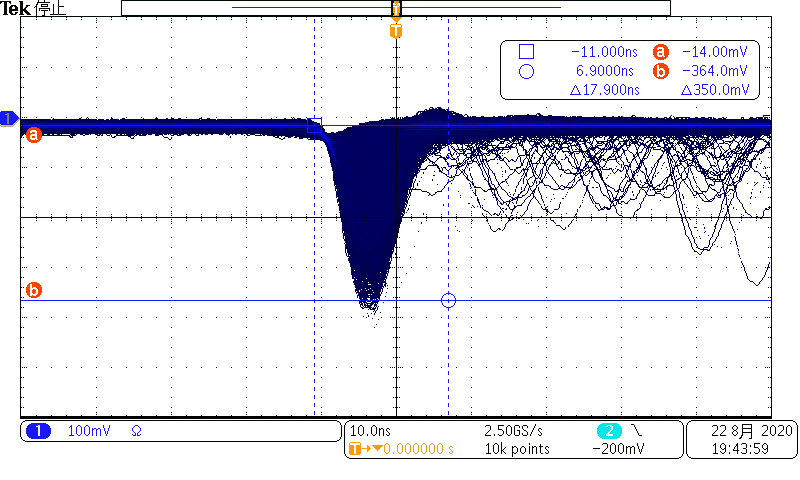 Tek 停止
T
T
−11.000ns a −14.00mV
6.9000ns b −364.0mV
Δ17.900ns Δ350.0mV
1
a
b
1 100mV Ω
10.0ns 2.50GS/s 2
T→▼0.000000 s 10k points −200mV
22 8月 2020
19:43:59